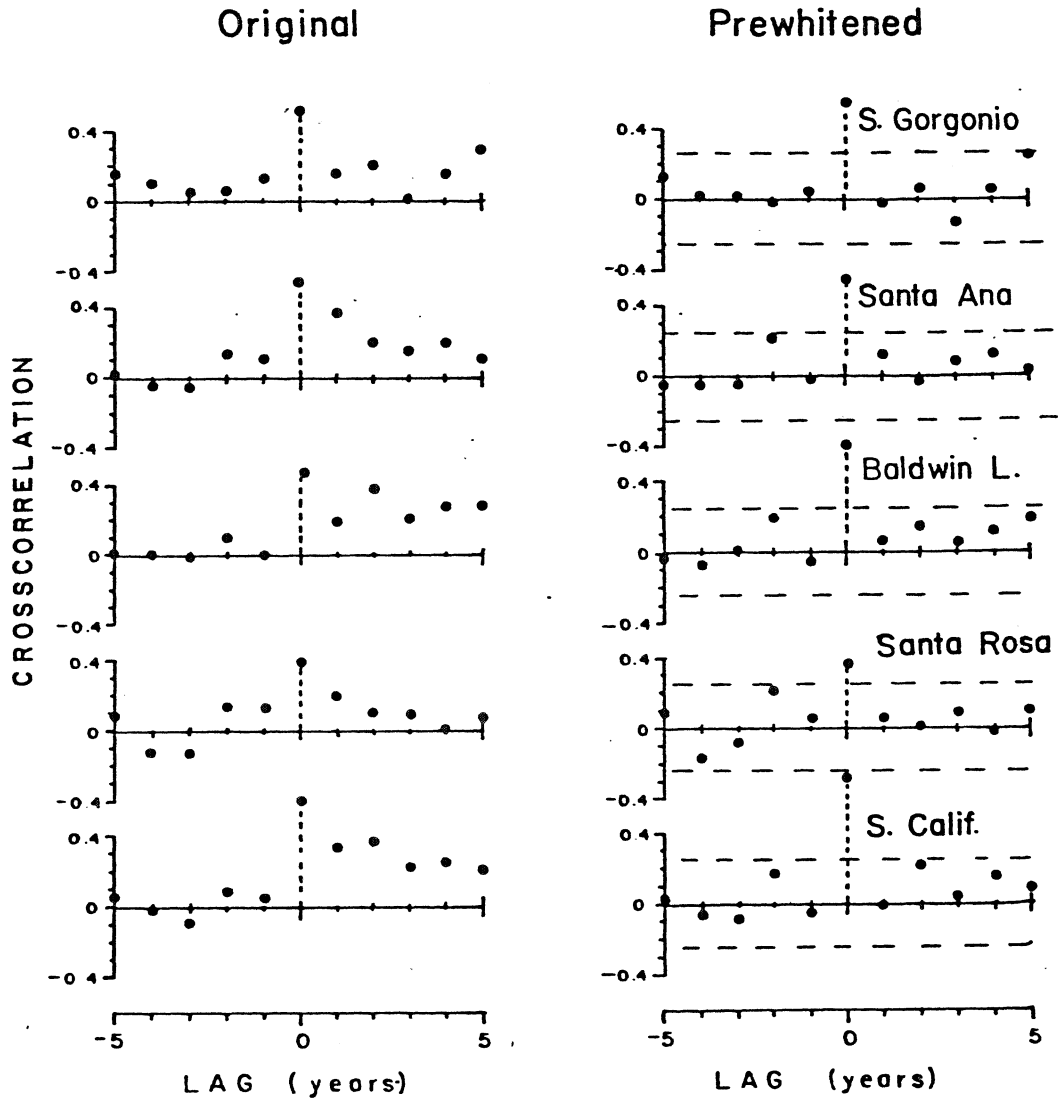 Original Prewhitened
0.4
0
-0.4
0.4
0
-0.4
0.4
0
-0.4
0.4
0
-0.4
0.4
0
-0.4
-5 0 5
LAG (years)
CROSSCORRELATION
S. Gorgonio
0.4
0
-0.4
Santa Ana
0.4
0
-0.4
Baldwin L.
0.4
0
-0.4
Santa Rosa
0.4
0
-0.4
S. Calif.
0.4
0
-0.4
-5 0 5
LAG (years)